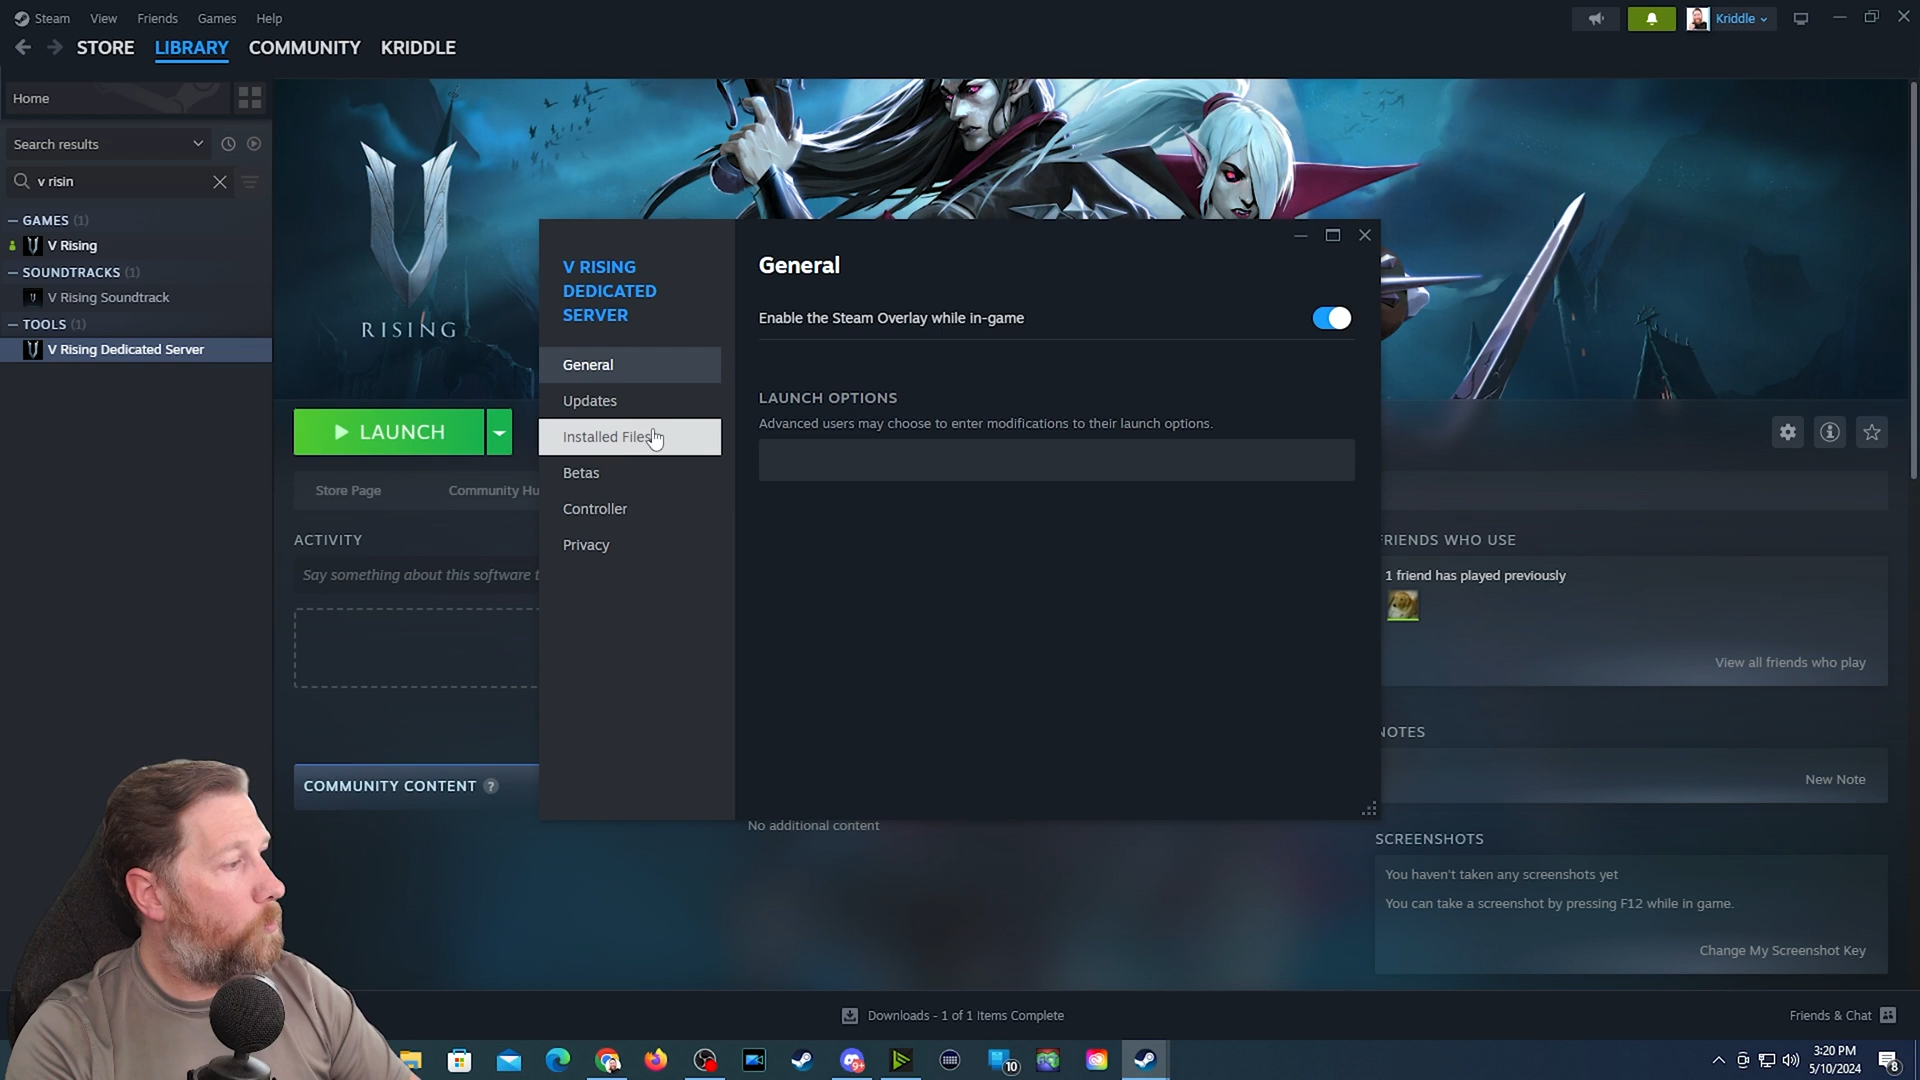 Steam View Friends Games Help
Kriddle
STORE LIBRARY COMMUNITY KRIDDLE
Home
Search results
v risin
GAMES (1)
V Rising
SOUNDTRACKS (1)
V Rising Soundtrack
TOOLS (1)
V Rising Dedicated Server
RISING
V RISING
DEDICATED
SERVER
General
Updates
Installed Files
Betas
Controller
Privacy
General
Enable the Steam Overlay while in-game
LAUNCH OPTIONS
Advanced users may choose to enter modifications to their launch options.
LAUNCH
Store Page Community Hu
ACTIVITY
Say something about this software t
COMMUNITY CONTENT ?
No additional content
FRIENDS WHO USE
1 friend has played previously
View all friends who play
NOTES
New Note
SCREENSHOTS
You haven't taken any screenshots yet
You can take a screenshot by pressing F12 while in game.
Change My Screenshot Key
Downloads - 1 of 1 Items Complete
Friends & Chat
9+
10
3:20 PM
5/10/2024
8